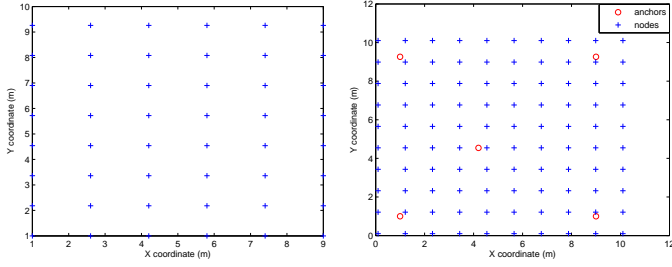 10
9
8
7
6
5
4
3
2
1
Y coordinate (m)
1 2 3 4 5 6 7 8 9
X coordinate (m)
12
10
8
6
4
2
0
Y coordinate (m)
0 2 4 6 8 10 12
X coordinate (m)
anchors
nodes